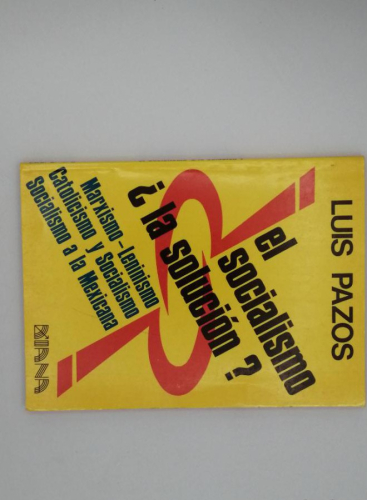 LUIS PAZOS
el
socialismo
¿ la solución ?
Marxismo - Leninismo
Catolicismo y Socialismo
Socialismo a la Mexicana
DIANA